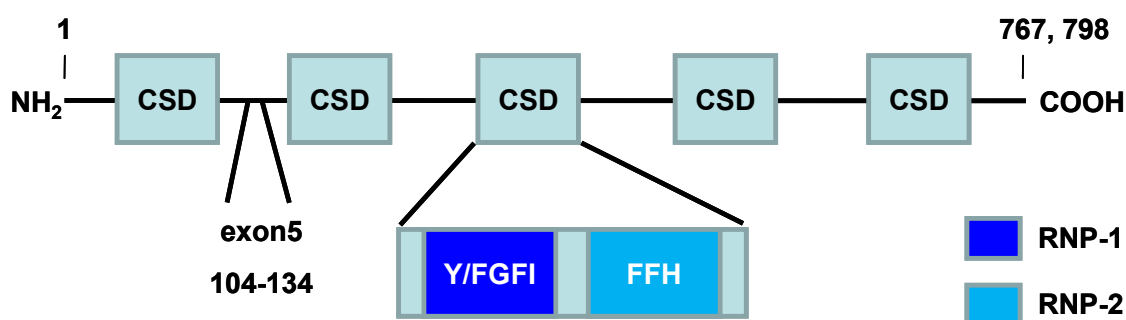 1
767, 798
NH₂ CSD CSD CSD CSD CSD COOH
exon5
104-134
Y/FGFI FFH
RNP-1
RNP-2